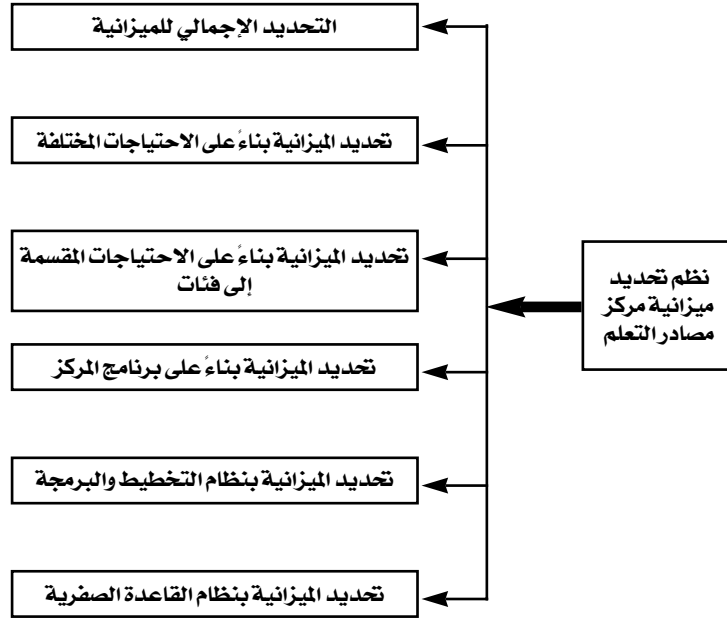 نظم تحديد
ميزانية مركز
مصادر التعلم
التحديد الإجمالي للميزانية
تحديد الميزانية بناءً على الاحتياجات المختلفة
تحديد الميزانية بناءً على الاحتياجات المقسمة
إلى فئات
تحديد الميزانية بناءً على برنامج المركز
تحديد الميزانية بنظام التخطيط والبرمجة
تحديد الميزانية بنظام القاعدة الصفرية